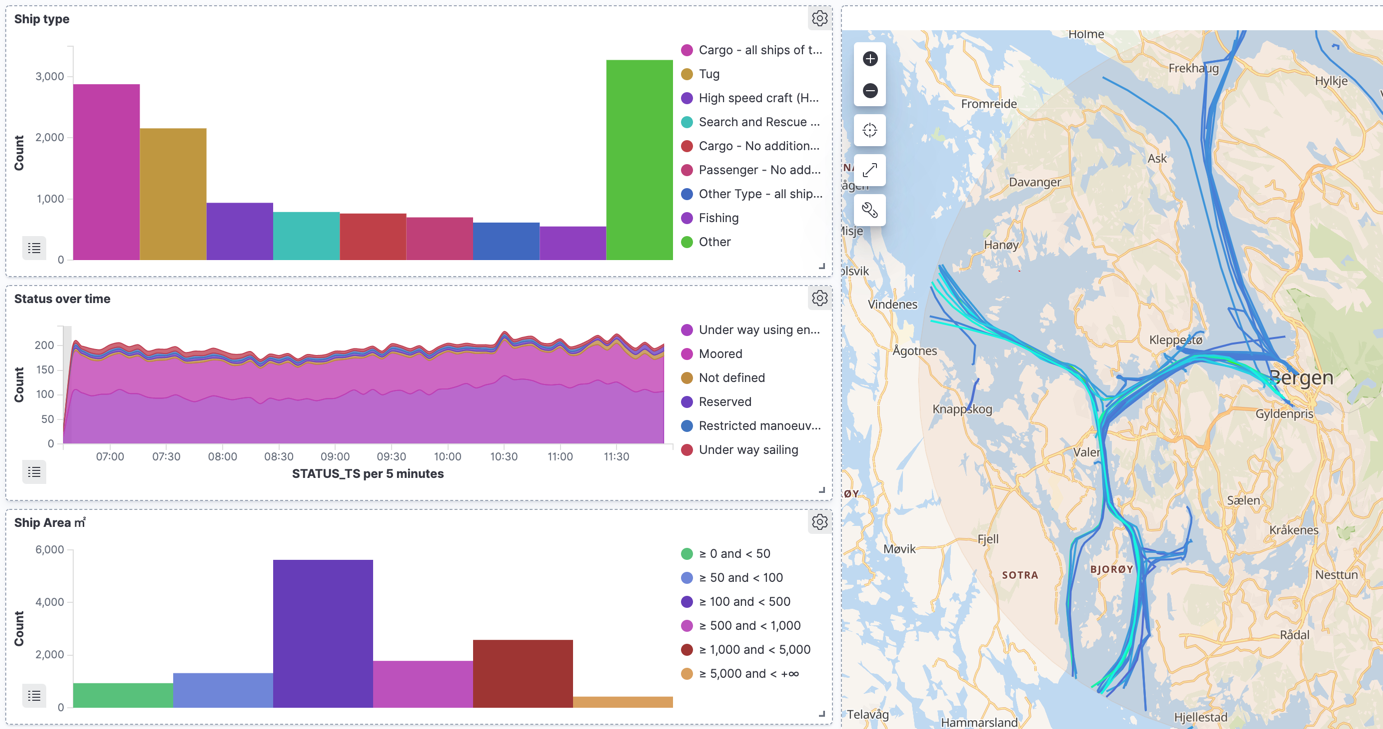 Ship type
Count
3,000
2,000
1,000
0
Cargo - all ships of t...
Tug
High speed craft (H...
Search and Rescue ...
Cargo - No addition...
Passenger - No add...
Other Type - all ship...
Fishing
Other
Status over time
Count
200
150
100
50
0
07:00 07:30 08:00 08:30 09:00 09:30 10:00 10:30 11:00 11:30
STATUS_TS per 5 minutes
Under way using en...
Moored
Not defined
Reserved
Restricted manoeuv...
Under way sailing
Ship Area ㎡
Count
6,000
4,000
2,000
0
≥ 0 and < 50
≥ 50 and < 100
≥ 100 and < 500
≥ 500 and < 1,000
≥ 1,000 and < 5,000
≥ 5,000 and < +∞
Holme
Frekhaug
Hylkje
Fromreide
Ask
Davanger
Hanøy
Vindenes
Kleppestø
Ågotnes
Bergen
Knappskog
Gyldenpris
Sælen
Kråkenes
Fjell
Møvik
SOTRA
BJORØY
Nesttun
Rådal
Telavåg
Hammarsland
Hjellestad